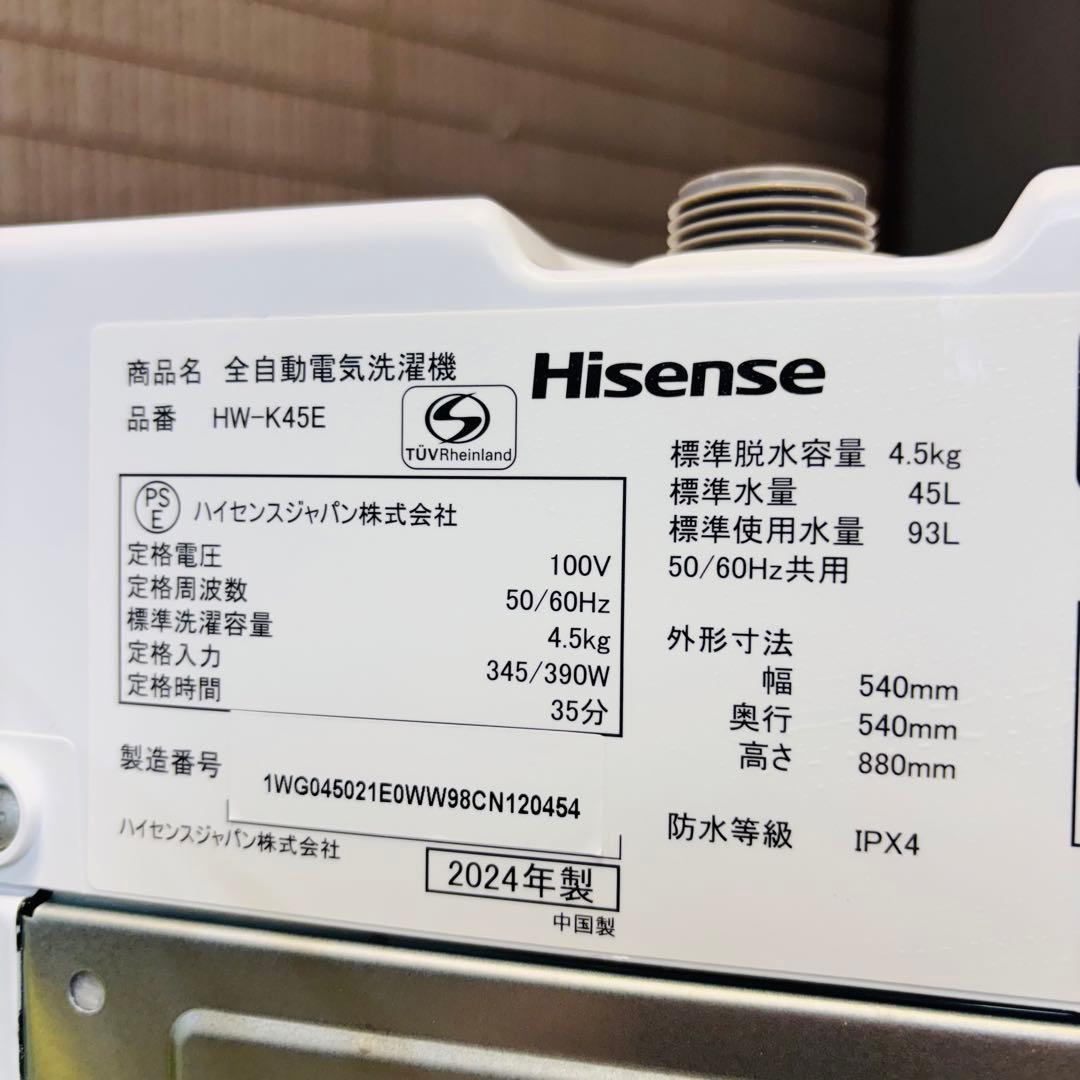 商品名 全自動電気洗濯機
品番 HW-K45E
TÜVRheinland
Hisense
PS
E
ハイセンスジャパン株式会社
定格電圧 100V
定格周波数 50/60Hz
標準洗濯容量 4.5kg
定格入力 345/390W
定格時間 35分
製造番号 1WG045021E0WW98CN120454
ハイセンスジャパン株式会社
2024年製
中国製
標準脱水容量 4.5kg
標準水量 45L
標準使用水量 93L
50/60Hz共用
外形寸法
幅 540mm
奥行 540mm
高さ 880mm
防水等級 IPX4